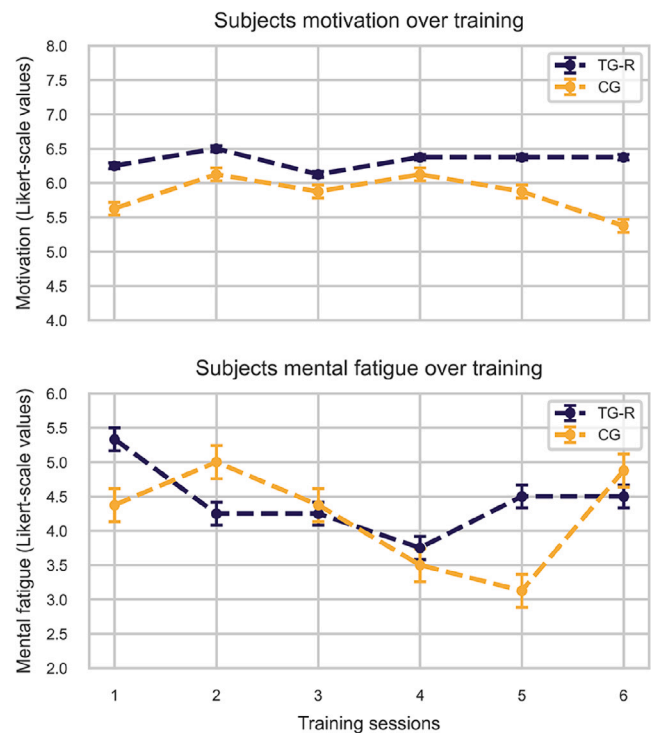 Subjects motivation over training
Motivation (Likert-scale values)
8.0
7.5
7.0
6.5
6.0
5.5
5.0
4.5
4.0
TG-R
CG
Subjects mental fatigue over training
Mental fatigue (Likert-scale values)
6.0
5.5
5.0
4.5
4.0
3.5
3.0
2.5
2.0
TG-R
CG
1 2 3 4 5 6
Training sessions